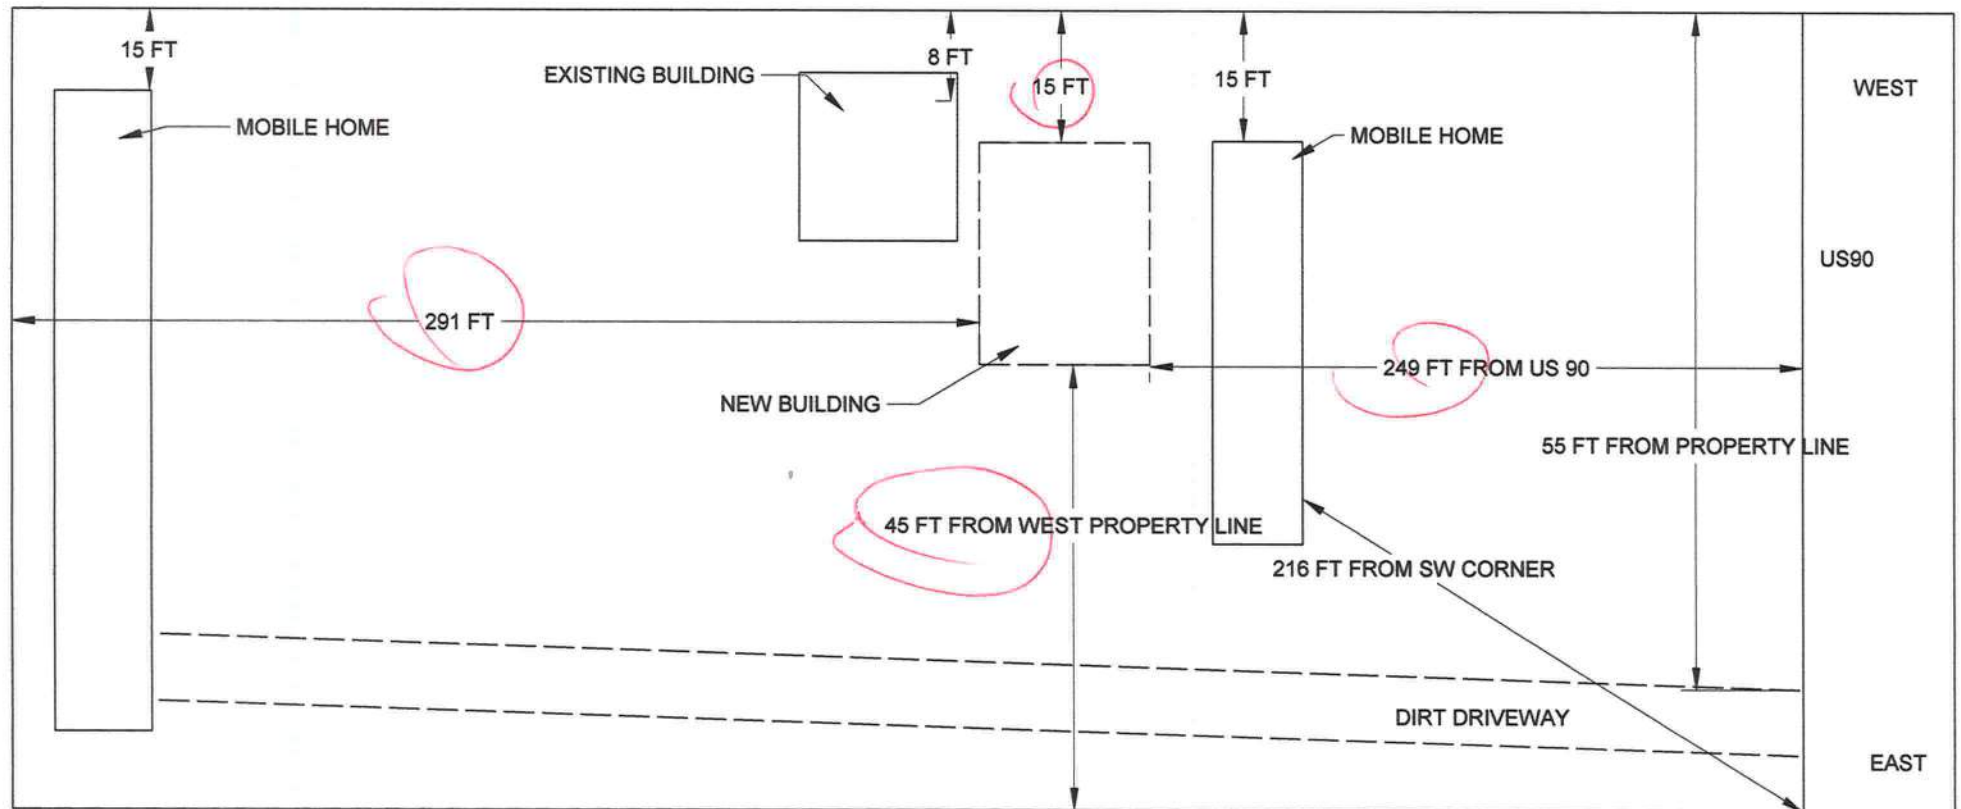 15 FT
EXISTING BUILDING
8 FT
15 FT
15 FT
WEST
MOBILE HOME
MOBILE HOME
US90
291 FT
249 FT FROM US 90
NEW BUILDING
55 FT FROM PROPERTY LINE
45 FT FROM WEST PROPERTY LINE
216 FT FROM SW CORNER
DIRT DRIVEWAY
EAST